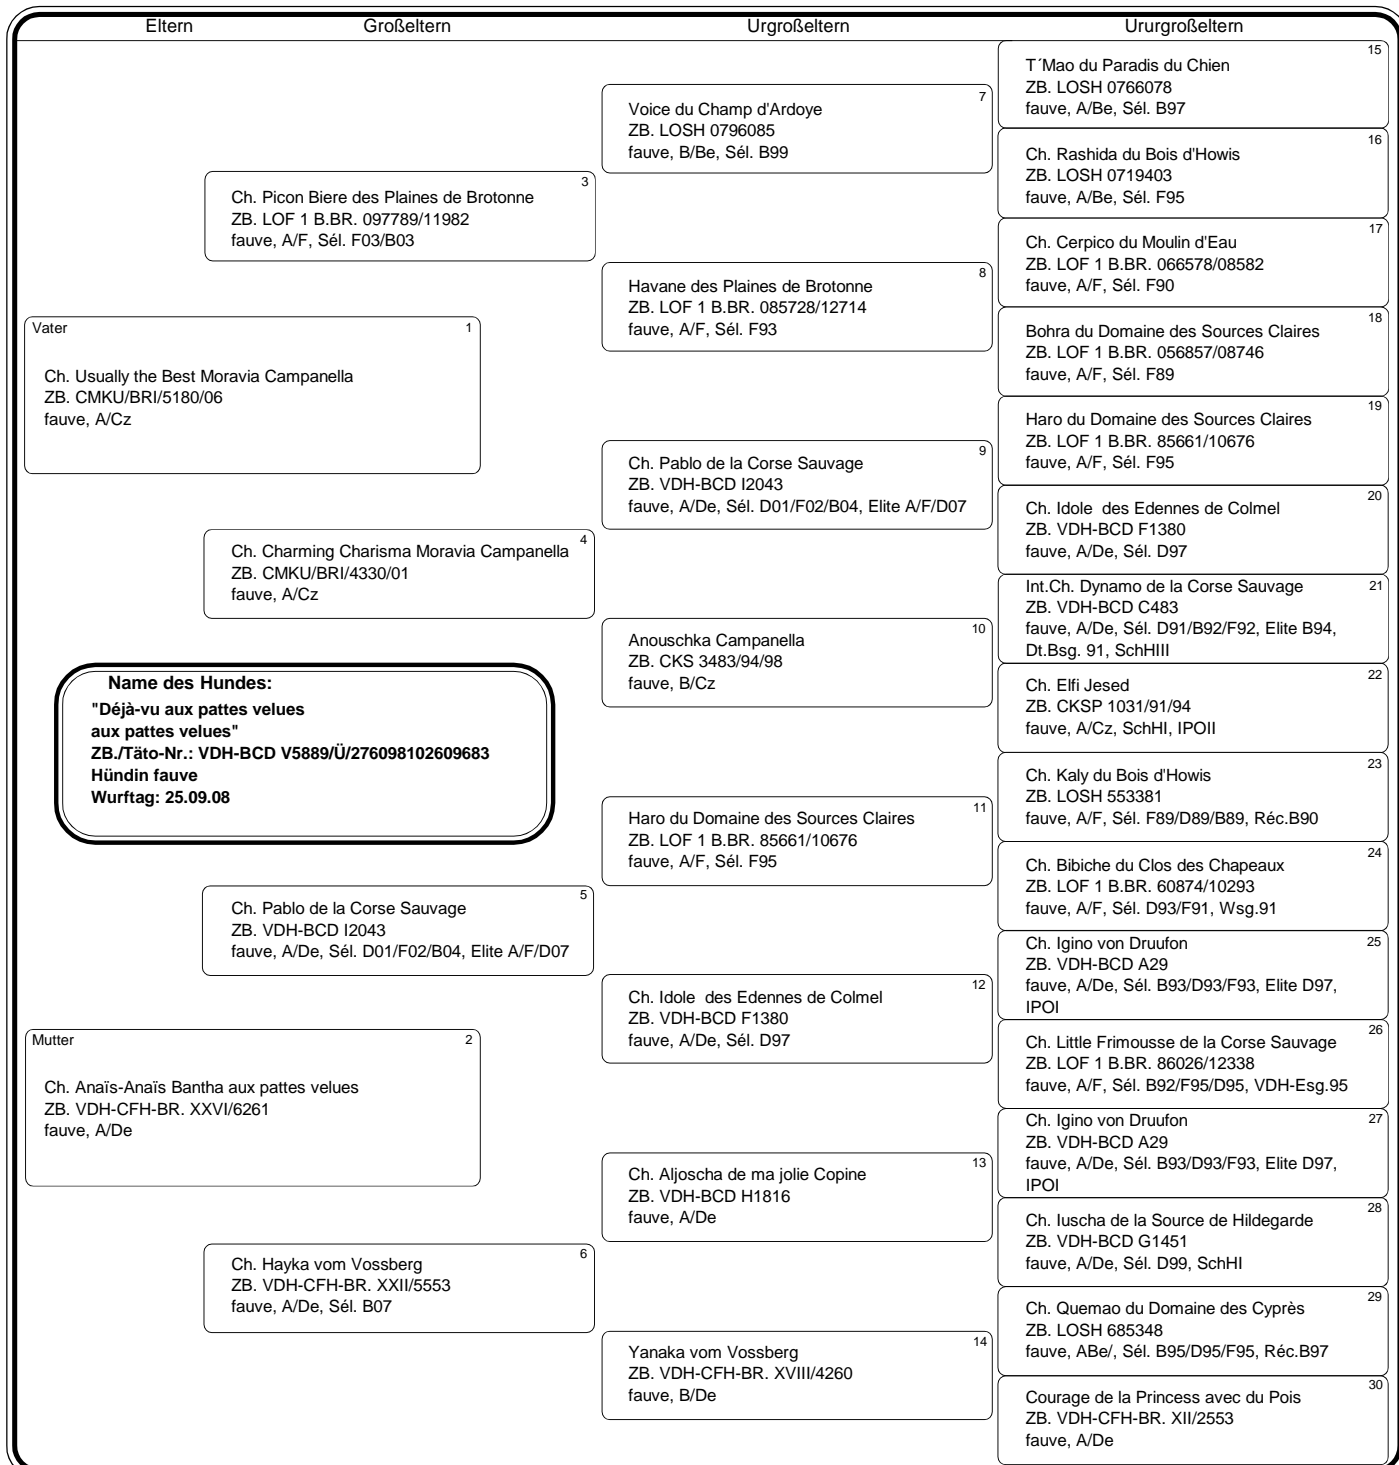 Eltern Großeltern Urgroßeltern Ururgroßeltern
Vater 1
Ch. Usually the Best Moravia Campanella
ZB. CMKU/BRI/5180/06
fauve, A/Cz
Name des Hundes:
"Déjà-vu aux pattes velues
aux pattes velues"
ZB./Täto-Nr.: VDH-BCD V5889/Ü/276098102609683
Hündin fauve
Wurftag: 25.09.08
Mutter 2
Ch. Anaïs-Anaïs Bantha aux pattes velues
ZB. VDH-CFH-BR. XXVI/6261
fauve, A/De
3
Ch. Picon Biere des Plaines de Brotonne
ZB. LOF 1 B.BR. 097789/11982
fauve, A/F, Sél. F03/B03
4
Ch. Charming Charisma Moravia Campanella
ZB. CMKU/BRI/4330/01
fauve, A/Cz
5
Ch. Pablo de la Corse Sauvage
ZB. VDH-BCD I2043
fauve, A/De, Sél. D01/F02/B04, Elite A/F/D07
6
Ch. Hayka vom Vossberg
ZB. VDH-CFH-BR. XXII/5553
fauve, A/De, Sél. B07
7
Voice du Champ d'Ardoye
ZB. LOSH 0796085
fauve, B/Be, Sél. B99
8
Havane des Plaines de Brotonne
ZB. LOF 1 B.BR. 085728/12714
fauve, A/F, Sél. F93
9
Ch. Pablo de la Corse Sauvage
ZB. VDH-BCD I2043
fauve, A/De, Sél. D01/F02/B04, Elite A/F/D07
10
Anouschka Campanella
ZB. CKS 3483/94/98
fauve, B/Cz
11
Haro du Domaine des Sources Claires
ZB. LOF 1 B.BR. 85661/10676
fauve, A/F, Sél. F95
12
Ch. Idole des Edennes de Colmel
ZB. VDH-BCD F1380
fauve, A/De, Sél. D97
13
Ch. Aljoscha de ma jolie Copine
ZB. VDH-BCD H1816
fauve, A/De
14
Yanaka vom Vossberg
ZB. VDH-CFH-BR. XVIII/4260
fauve, B/De
15
T´Mao du Paradis du Chien
ZB. LOSH 0766078
fauve, A/Be, Sél. B97
16
Ch. Rashida du Bois d'Howis
ZB. LOSH 0719403
fauve, A/Be, Sél. F95
17
Ch. Cerpico du Moulin d'Eau
ZB. LOF 1 B.BR. 066578/08582
fauve, A/F, Sél. F90
18
Bohra du Domaine des Sources Claires
ZB. LOF 1 B.BR. 056857/08746
fauve, A/F, Sél. F89
19
Haro du Domaine des Sources Claires
ZB. LOF 1 B.BR. 85661/10676
fauve, A/F, Sél. F95
20
Ch. Idole des Edennes de Colmel
ZB. VDH-BCD F1380
fauve, A/De, Sél. D97
21
Int.Ch. Dynamo de la Corse Sauvage
ZB. VDH-BCD C483
fauve, A/De, Sél. D91/B92/F92, Elite B94,
Dt.Bsg. 91, SchHIII
22
Ch. Elfi Jesed
ZB. CKSP 1031/91/94
fauve, A/Cz, SchHI, IPOII
23
Ch. Kaly du Bois d'Howis
ZB. LOSH 553381
fauve, A/F, Sél. F89/D89/B89, Réc.B90
24
Ch. Bibiche du Clos des Chapeaux
ZB. LOF 1 B.BR. 60874/10293
fauve, A/F, Sél. D93/F91, Wsg.91
25
Ch. Igino von Druufon
ZB. VDH-BCD A29
fauve, A/De, Sél. B93/D93/F93, Elite D97,
IPOI
26
Ch. Little Frimousse de la Corse Sauvage
ZB. LOF 1 B.BR. 86026/12338
fauve, A/F, Sél. B92/F95/D95, VDH-Esg.95
27
Ch. Igino von Druufon
ZB. VDH-BCD A29
fauve, A/De, Sél. B93/D93/F93, Elite D97,
IPOI
28
Ch. Iuscha de la Source de Hildegarde
ZB. VDH-BCD G1451
fauve, A/De, Sél. D99, SchHI
29
Ch. Quemao du Domaine des Cyprès
ZB. LOSH 685348
fauve, ABe/, Sél. B95/D95/F95, Réc.B97
30
Courage de la Princess avec du Pois
ZB. VDH-CFH-BR. XII/2553
fauve, A/De